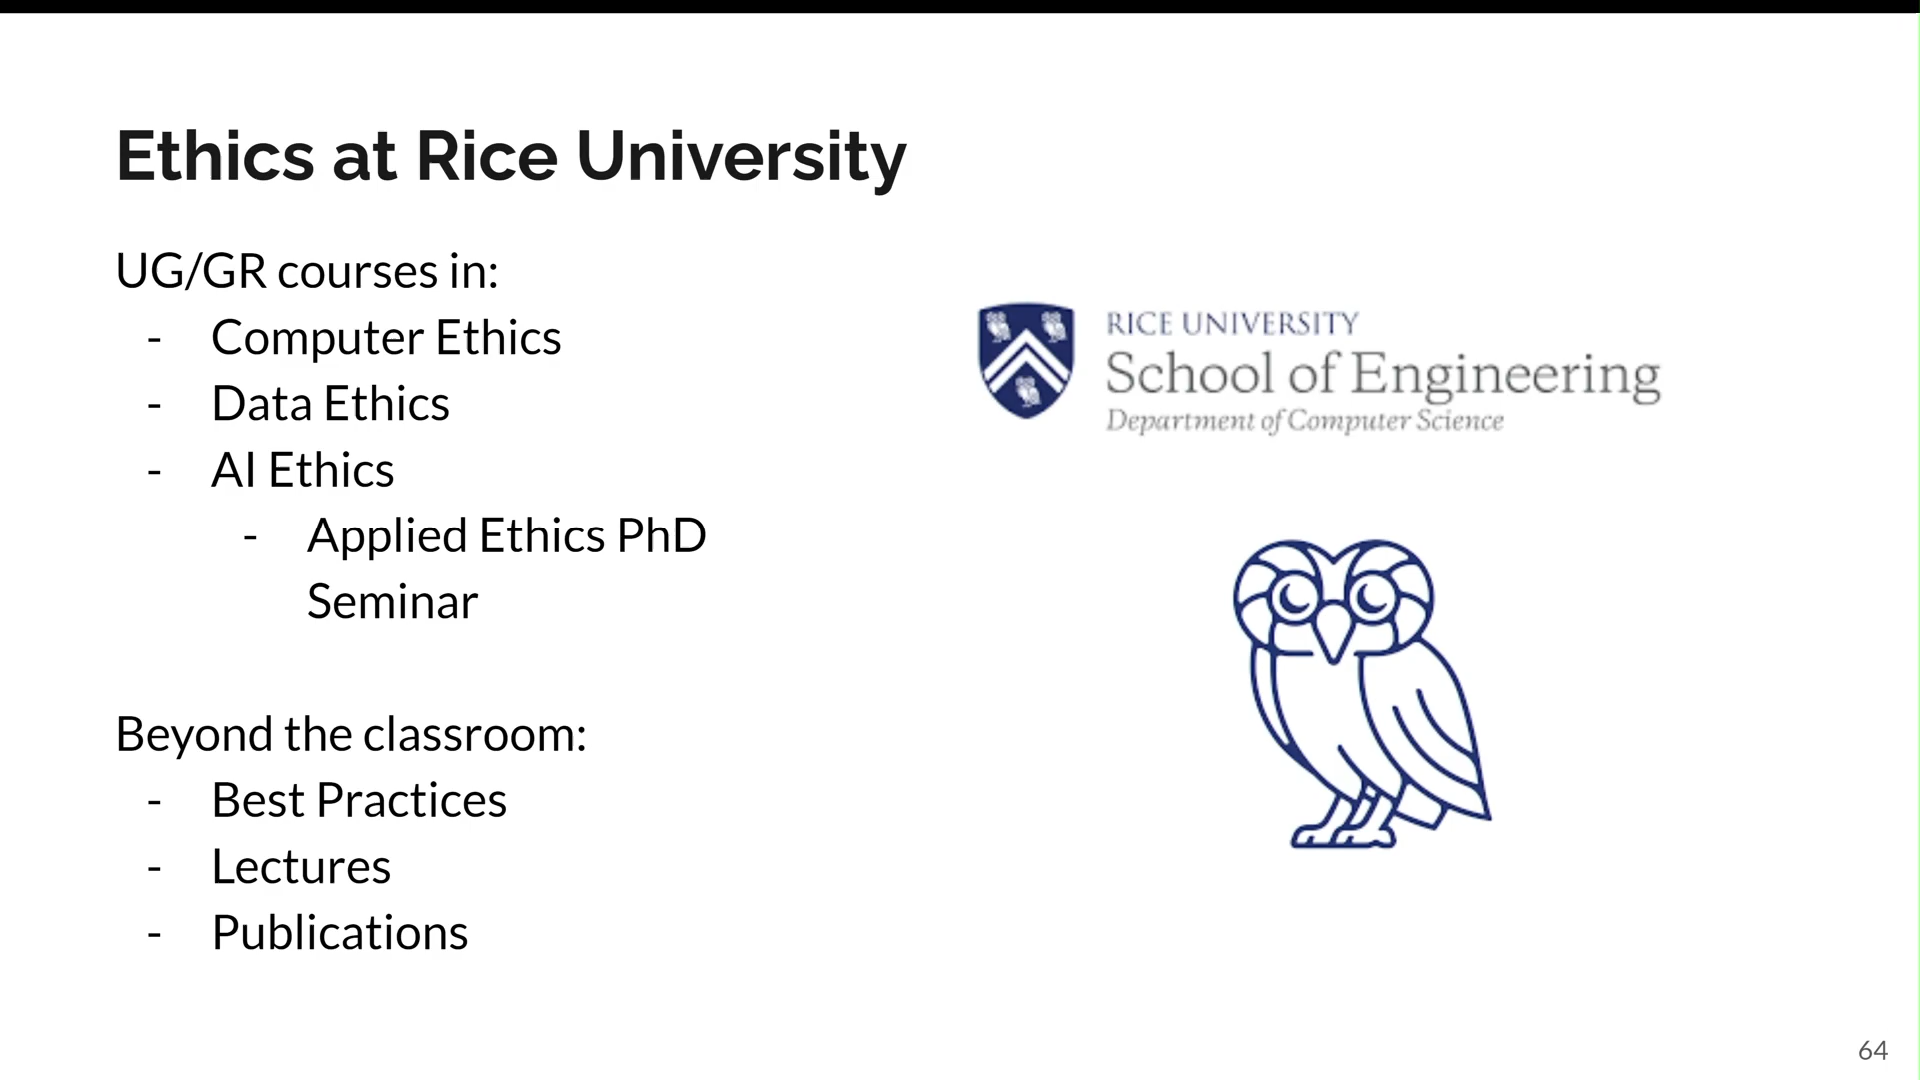 Ethics at Rice University
UG/GR courses in:
- Computer Ethics
- Data Ethics
- AI Ethics
- Applied Ethics PhD
Seminar
Beyond the classroom:
- Best Practices
- Lectures
- Publications
RICE UNIVERSITY
School of Engineering
Department of Computer Science
64